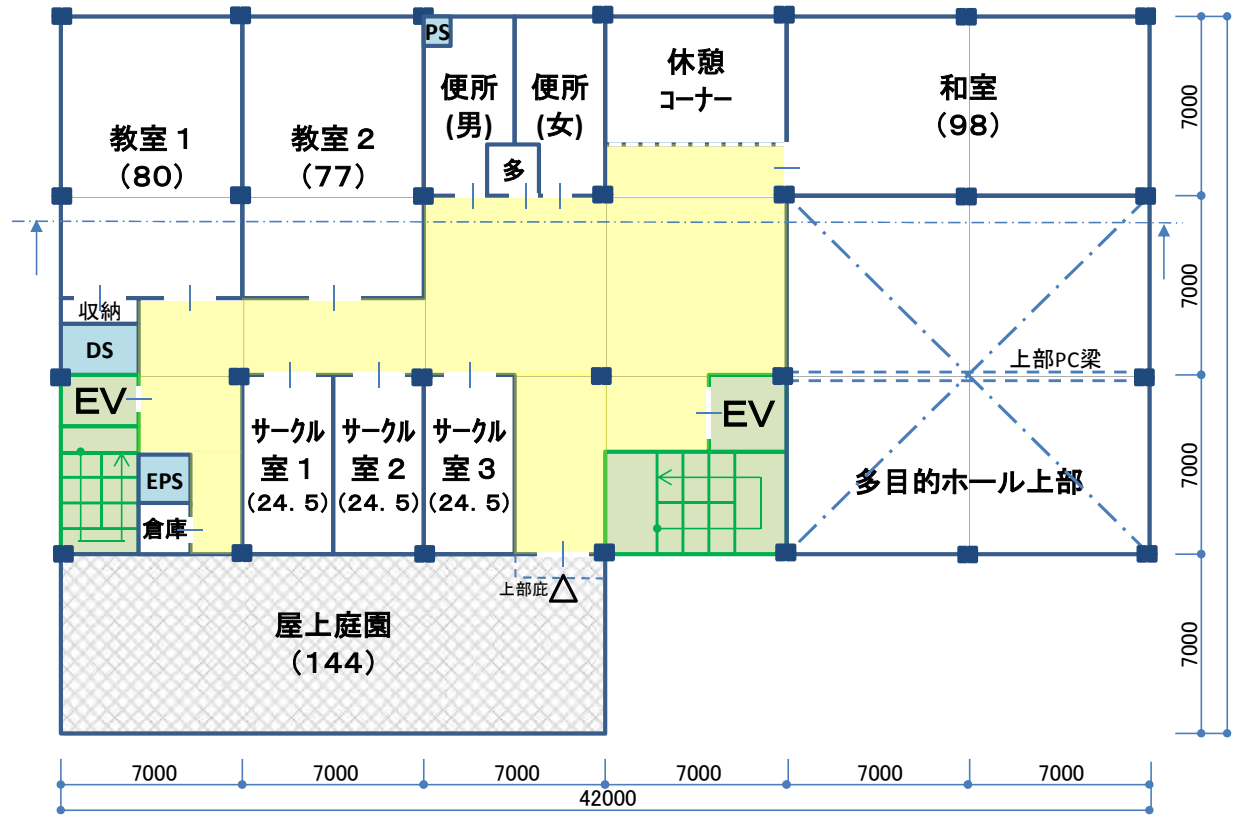 PS
便所
(男)
便所
(女)
多
休憩
コーナー
和室
(98)
教室1
(80)
教室2
(77)
収納
DS
EV
EPS
倉庫
サークル
室1
(24.5)
サークル
室2
(24.5)
サークル
室3
(24.5)
EV
上部PC梁
多目的ホール上部
上部庇
屋上庭園
(144)
7000
7000
7000
7000
7000
7000
7000
7000
7000
7000
42000